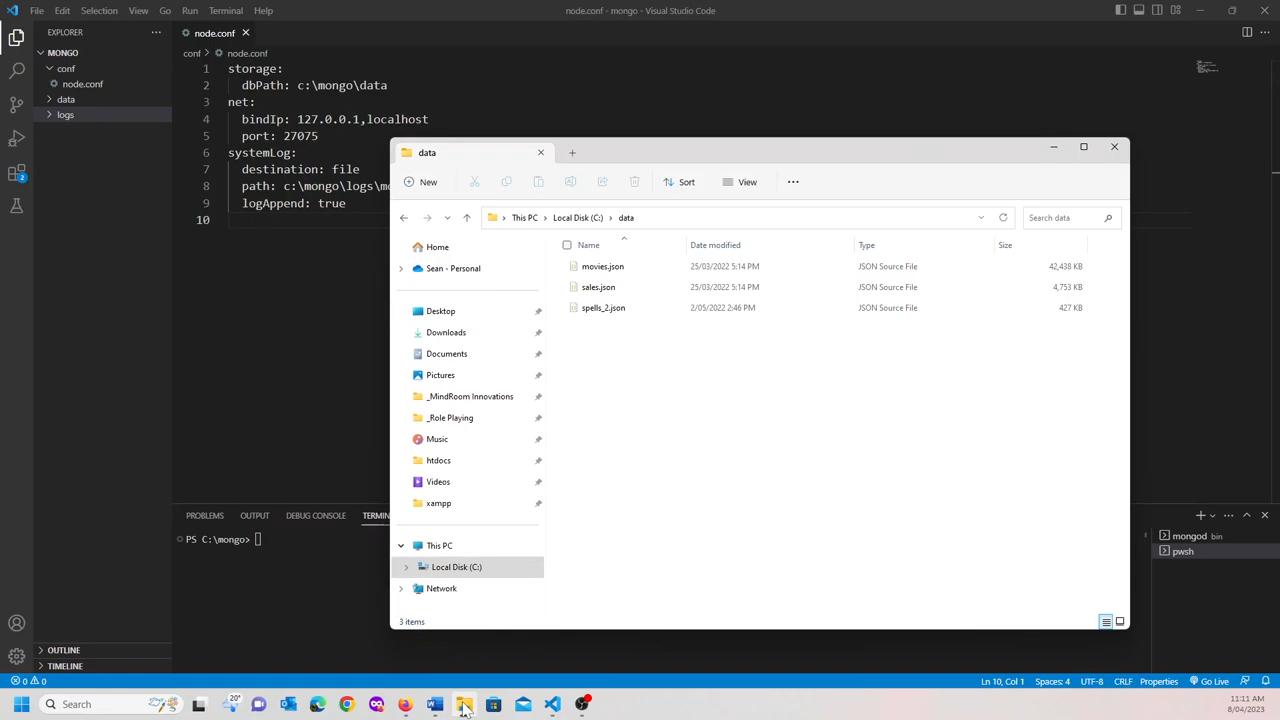 File Edit Selection View Go Run Terminal Help
node.conf - mongo - Visual Studio Code
EXPLORER
MONGO
conf
node.conf
data
logs
OUTLINE
TIMELINE
node.conf
conf > node.conf
1 storage:
2 dbPath: c:\mongo\data
3 net:
4 bindIp: 127.0.0.1,localhost
5 port: 27075
6 systemLog:
7 destination: file
8 path: c:\mongo\logs\m
9 logAppend: true
10
data
New
Sort
View
This PC > Local Disk (C:) > data
Search data
Home
Sean - Personal
Desktop
Downloads
Documents
Pictures
_MindRoom Innovations
_Role Playing
Music
htdocs
Videos
xampp
This PC
Local Disk (C:)
Network
Name Date modified Type Size
movies.json 25/03/2022 5:14 PM JSON Source File 42,438 KB
sales.json 25/03/2022 5:14 PM JSON Source File 4,753 KB
spells_2.json 2/05/2022 2:46 PM JSON Source File 427 KB
3 items
PROBLEMS OUTPUT DEBUG CONSOLE TERMIN
PS C:\mongo>
mongod bin
pwsh
2
0 0
Ln 10, Col 1 Spaces: 4 UTF-8 CRLF Properties Go Live
Search
20°
11:11 AM
8/04/2023